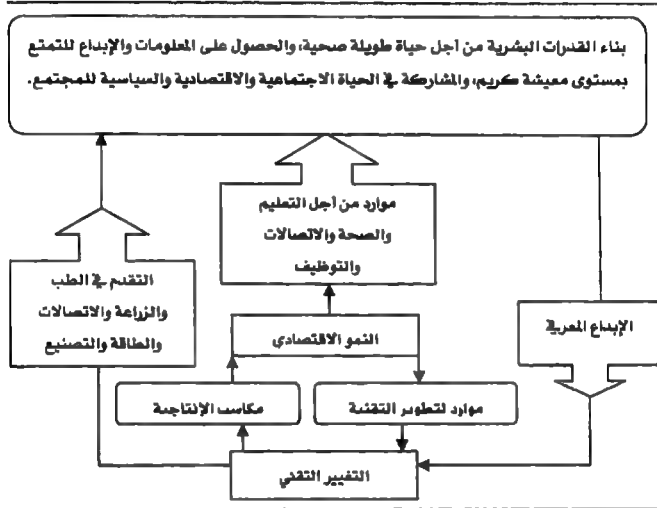 بناء القدرات البشرية من أجل حياة طويلة صحية، والحصول على المعلومات والإبداع للتمتع
بمستوى معيشة كريم، والمشاركة في الحياة الاجتماعية والاقتصادية والسياسية للمجتمع.
موارد من أجل التعليم
والصحة والاتصالات
والتوظيف
التقدم في الطب
والزراعة والاتصالات
والطاقة والتصنيع
الإبداع المعرفي
النمو الاقتصادي
موارد لتطوير التقنية
مكاسب الإنتاجية
التغيير التقني